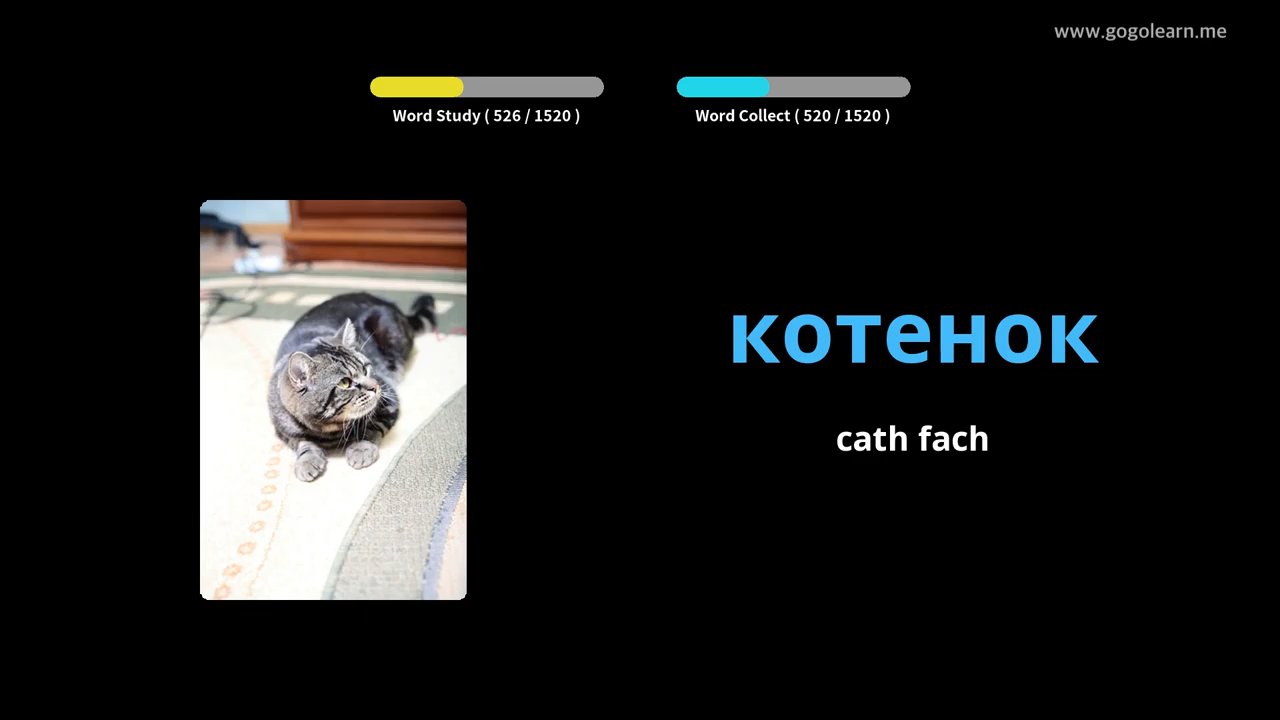 www.gogolearn.me
Word Study ( 526 / 1520 )
Word Collect ( 520 / 1520 )
котенок
cath fach